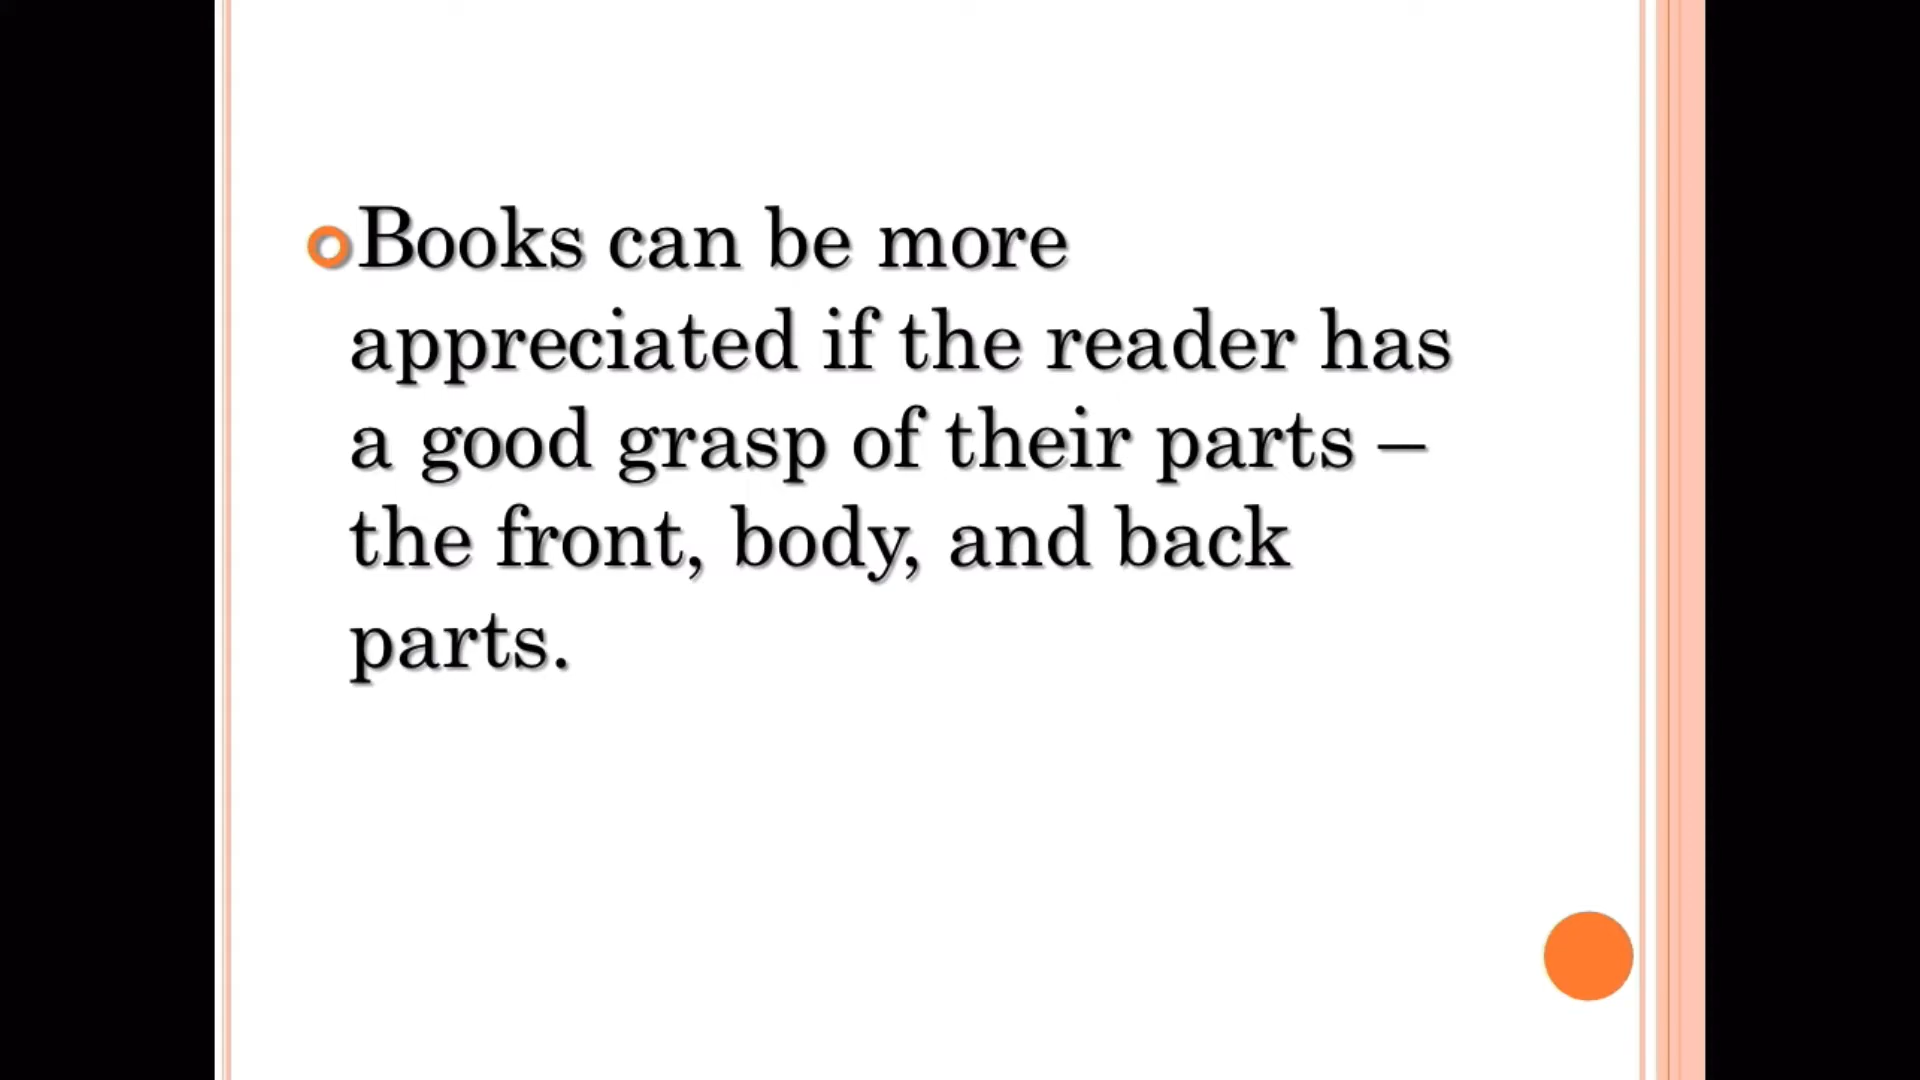 Books can be more
appreciated if the reader has
a good grasp of their parts –
the front, body, and back
parts.